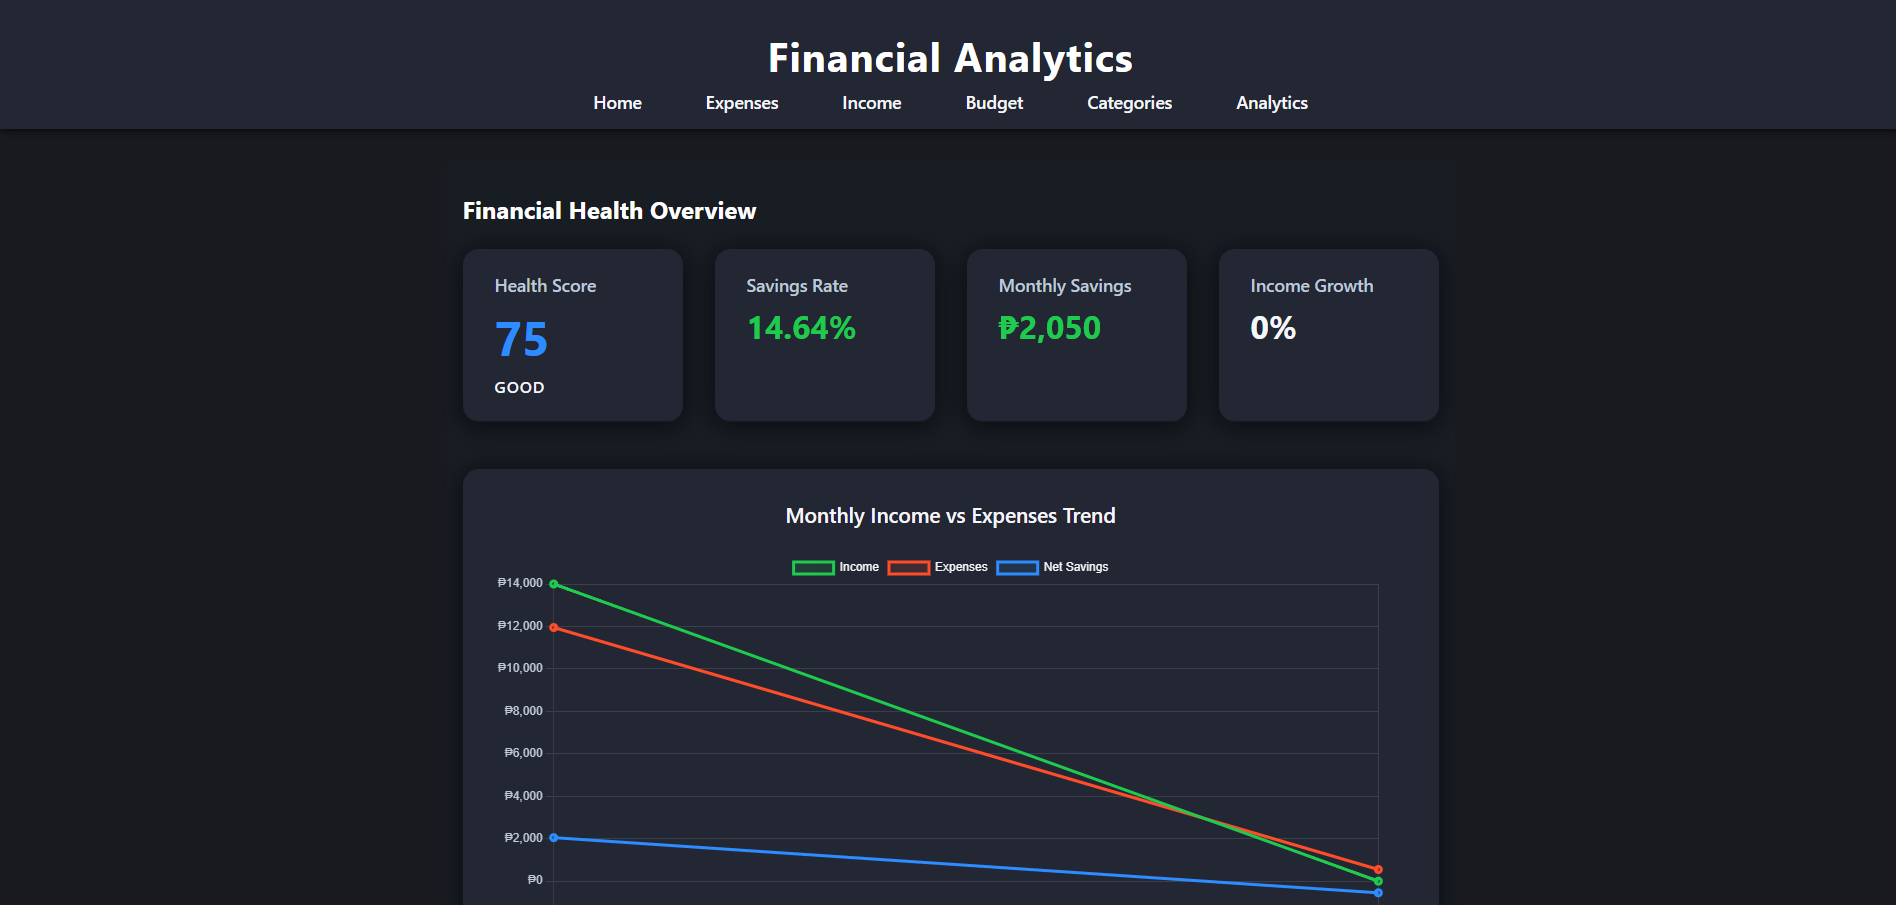 Financial Analytics
Home Expenses Income Budget Categories Analytics
Financial Health Overview
Health Score
75
GOOD
Savings Rate
14.64%
Monthly Savings
₱2,050
Income Growth
0%
Monthly Income vs Expenses Trend
Income Expenses Net Savings
₱14,000
₱12,000
₱10,000
₱8,000
₱6,000
₱4,000
₱2,000
₱0